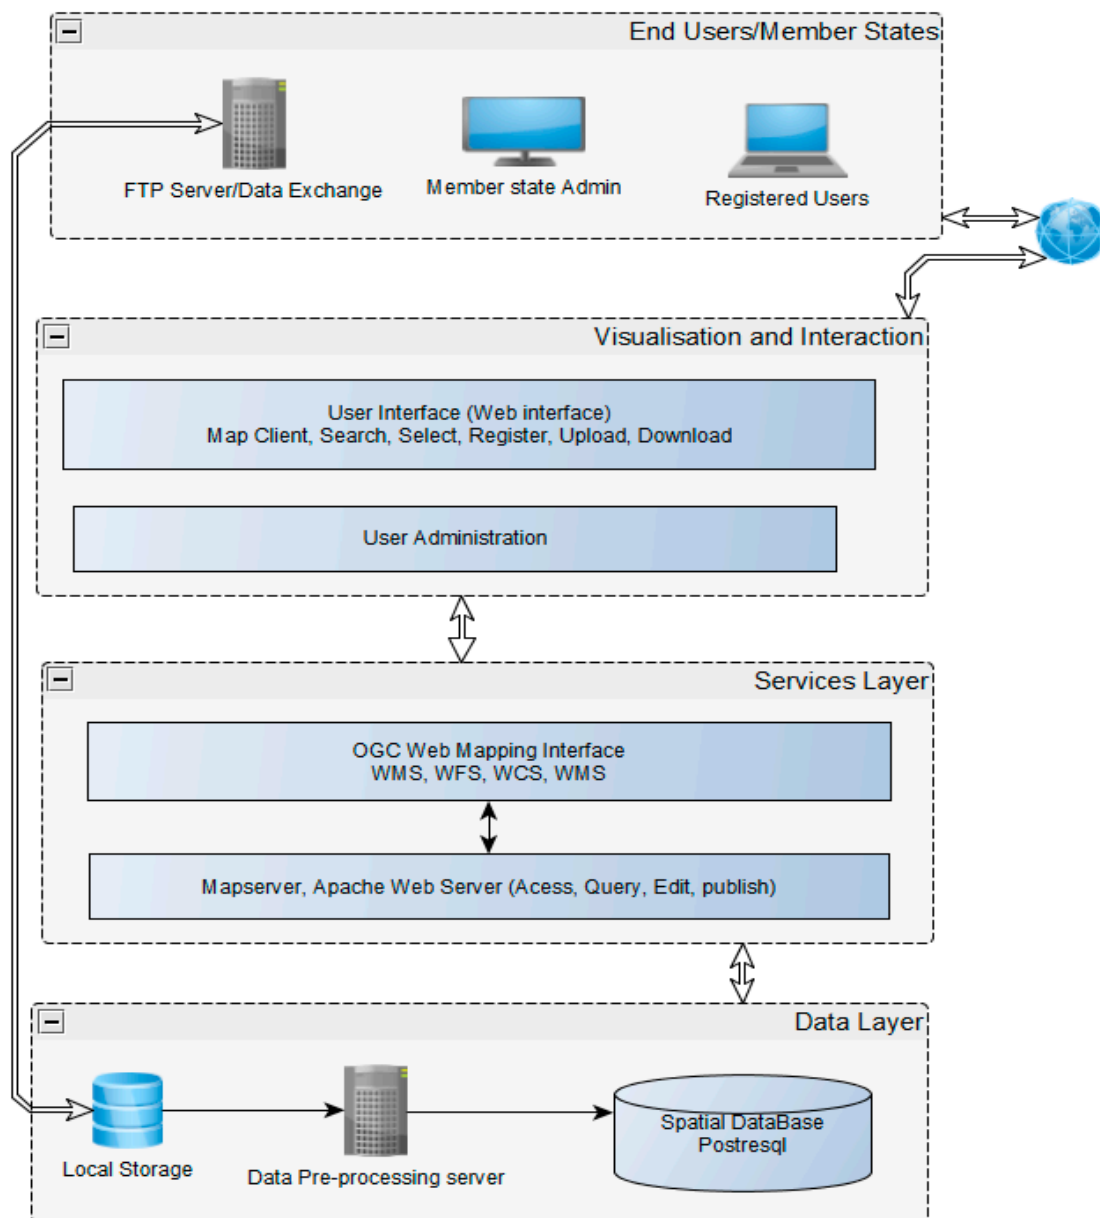 End Users/Member States
FTP Server/Data Exchange
Member state Admin
Registered Users
Visualisation and Interaction
User Interface (Web interface)
Map Client, Search, Select, Register, Upload, Download
User Administration
Services Layer
OGC Web Mapping Interface
WMS, WFS, WCS, WMS
Mapserver, Apache Web Server (Acess, Query, Edit, publish)
Data Layer
Local Storage
Data Pre-processing server
Spatial DataBase
Postresql